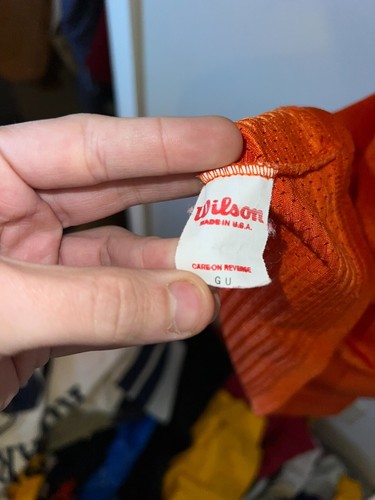 Wilson
MADE IN U.S.A.
CARE ON REVERSE
G U